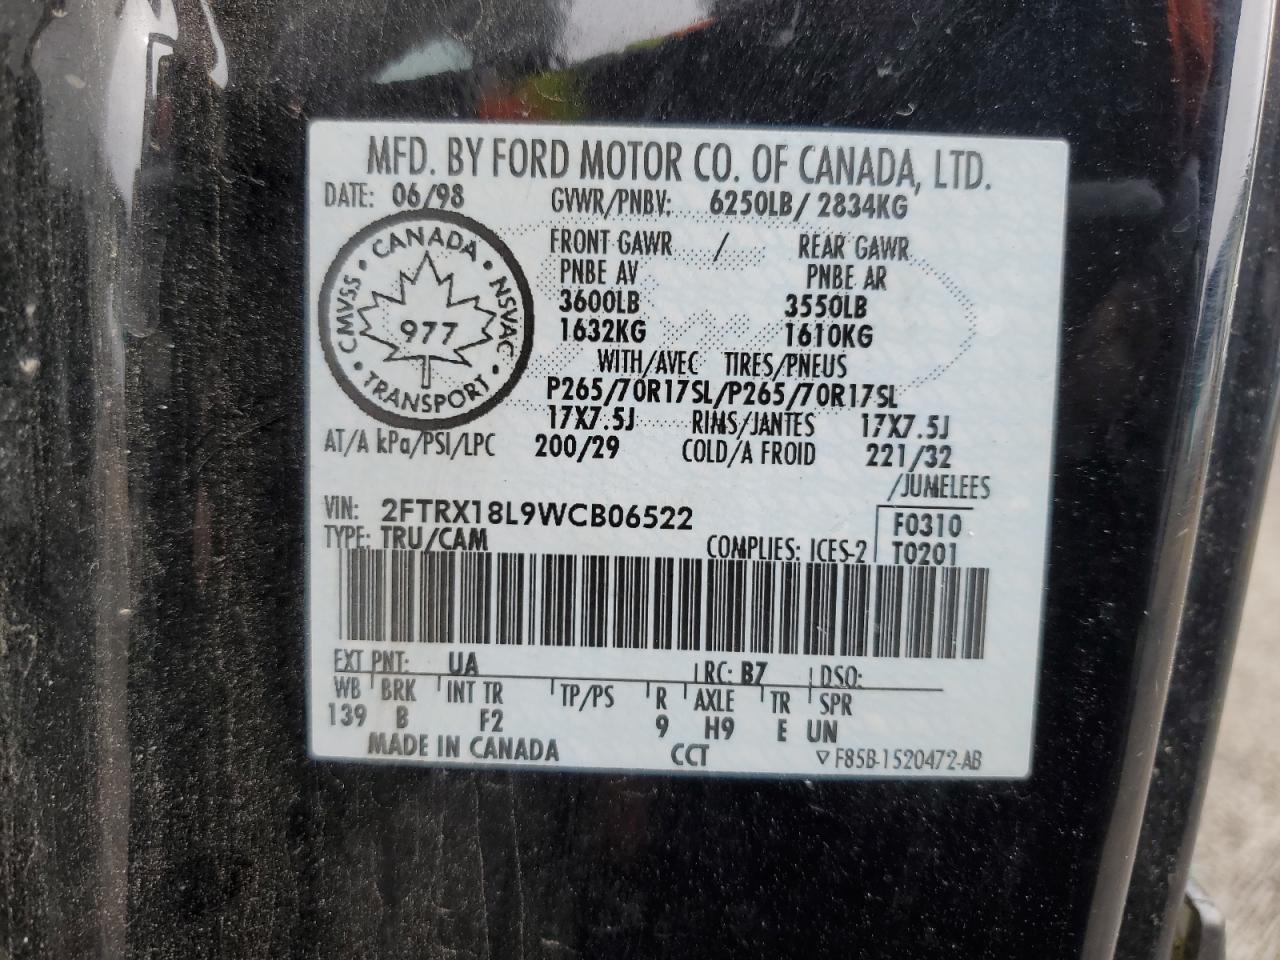 MFD. BY FORD MOTOR CO. OF CANADA, LTD.
DATE: 06/98 GVWR/PNBV: 6250LB/ 2834KG
FRONT GAWR / REAR GAWR
PNBE AV PNBE AR
3600LB 3550LB
1632KG 1610KG
CANADA • NSVAC • TRANSPORT • CMVSS •
977
WITH/AVEC TIRES/PNEUS
P265/70R17SL/P265/70R17SL
17X7.5J RIMS/JANTES 17X7.5J
AT/A kPa/PSI/LPC 200/29 COLD/A FROID 221/32
/JUMELEES
VIN: 2FTRX18L9WCB06522 F0310
TYPE: TRU/CAM COMPLIES: ICES-2 T0201
EXT PNT: UA RC: B7 DSO:
WB BRK INT TR TP/PS R AXLE TR SPR
139 B F2 9 H9 E UN
MADE IN CANADA CCT ▽ F85B-1520472-AB